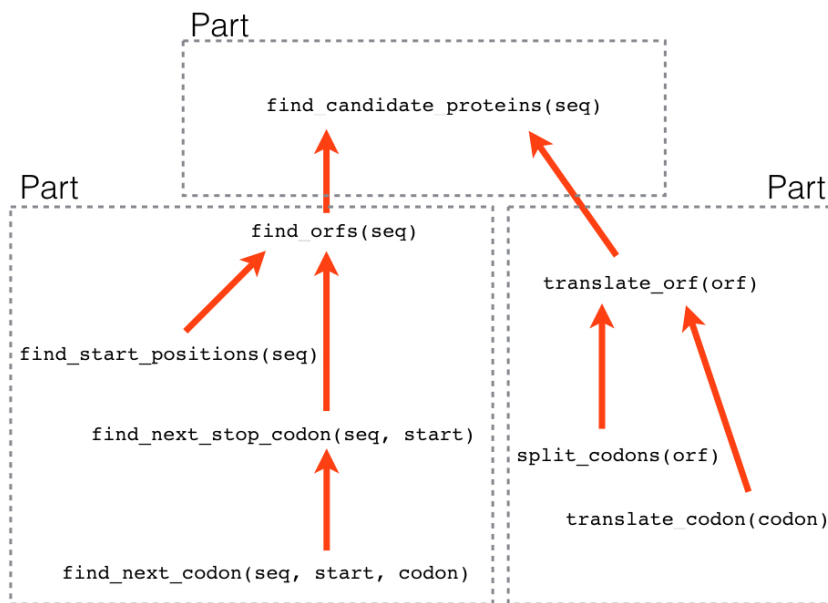 Part
find_candidate_proteins(seq)
Part
Part
find_orfs(seq)
translate_orf(orf)
find_start_positions(seq)
find_next_stop_codon(seq, start)
split_codons(orf)
translate_codon(codon)
find_next_codon(seq, start, codon)